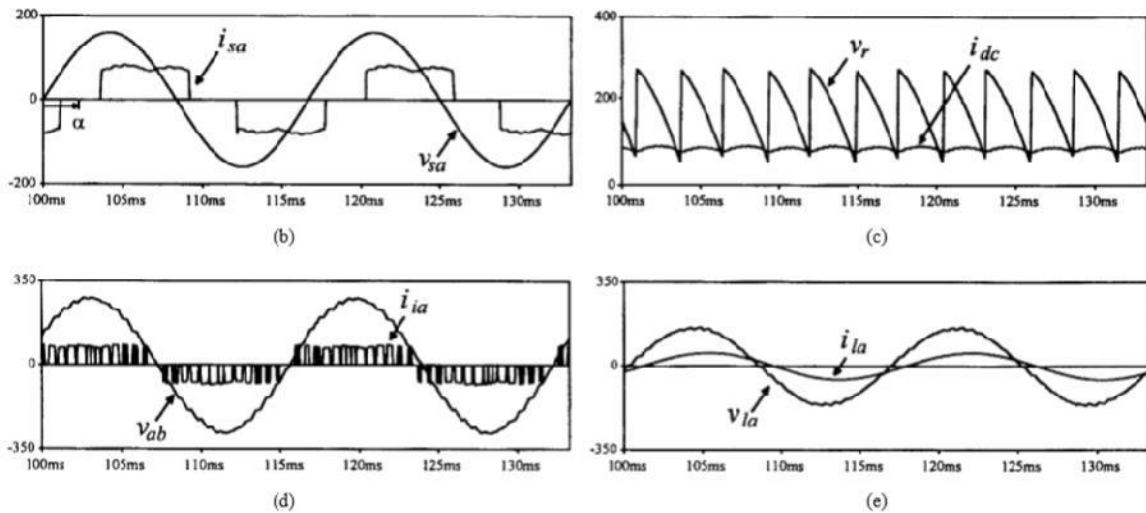 200
i_sa
0
α
v_sa
-200
100ms 105ms 110ms 115ms 120ms 125ms 130ms
(b)
400
v_r
i_dc
200
0
100ms 105ms 110ms 115ms 120ms 125ms 130ms
(c)
350
i_ia
0
v_ab
-350
100ms 105ms 110ms 115ms 120ms 125ms 130ms
(d)
350
i_la
0
v_la
-350
100ms 105ms 110ms 115ms 120ms 125ms 130ms
(e)